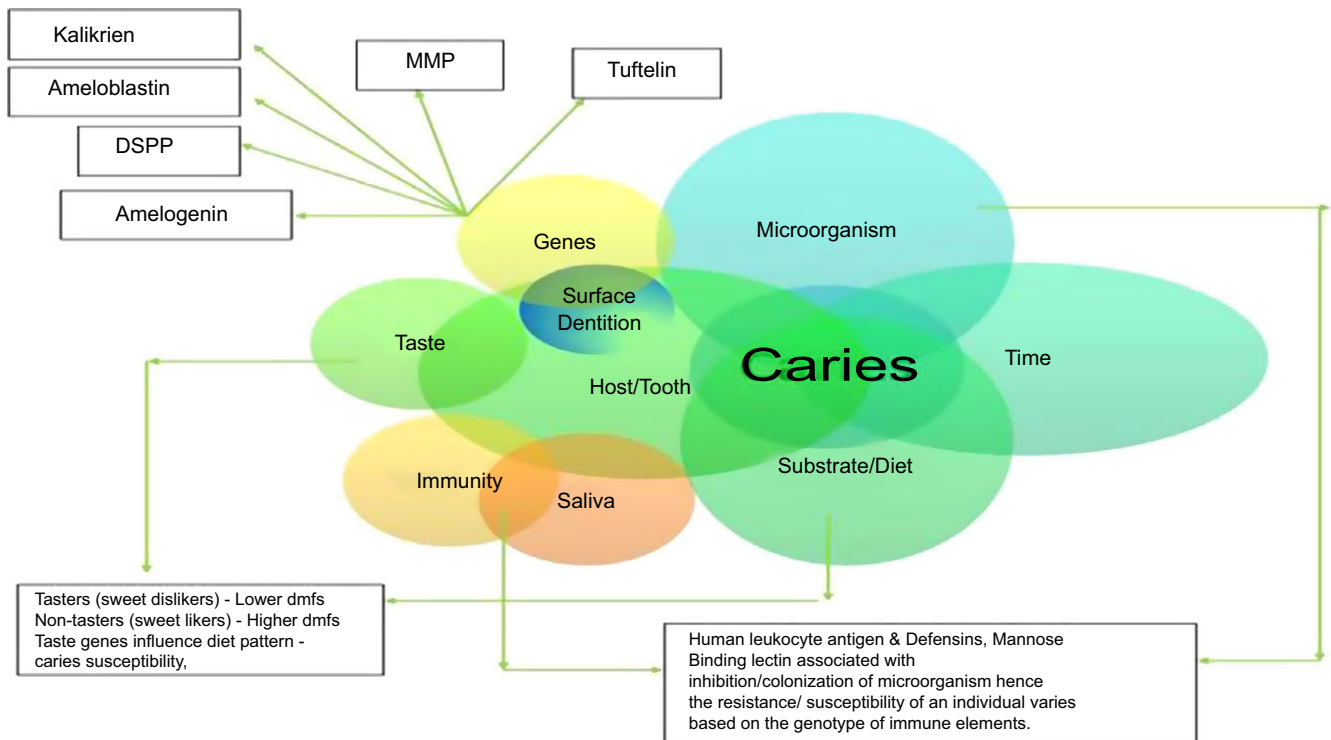 Kalikrien
MMP
Tuftelin
Ameloblastin
DSPP
Amelogenin
Genes
Microorganism
Surface
Dentition
Taste
Caries
Time
Host/Tooth
Immunity
Saliva
Substrate/Diet
Tasters (sweet dislikers) - Lower dmfs
Non-tasters (sweet likers) - Higher dmfs
Taste genes influence diet pattern -
caries susceptibility,
Human leukocyte antigen & Defensins, Mannose
Binding lectin associated with
inhibition/colonization of microorganism hence
the resistance/ susceptibility of an individual varies
based on the genotype of immune elements.